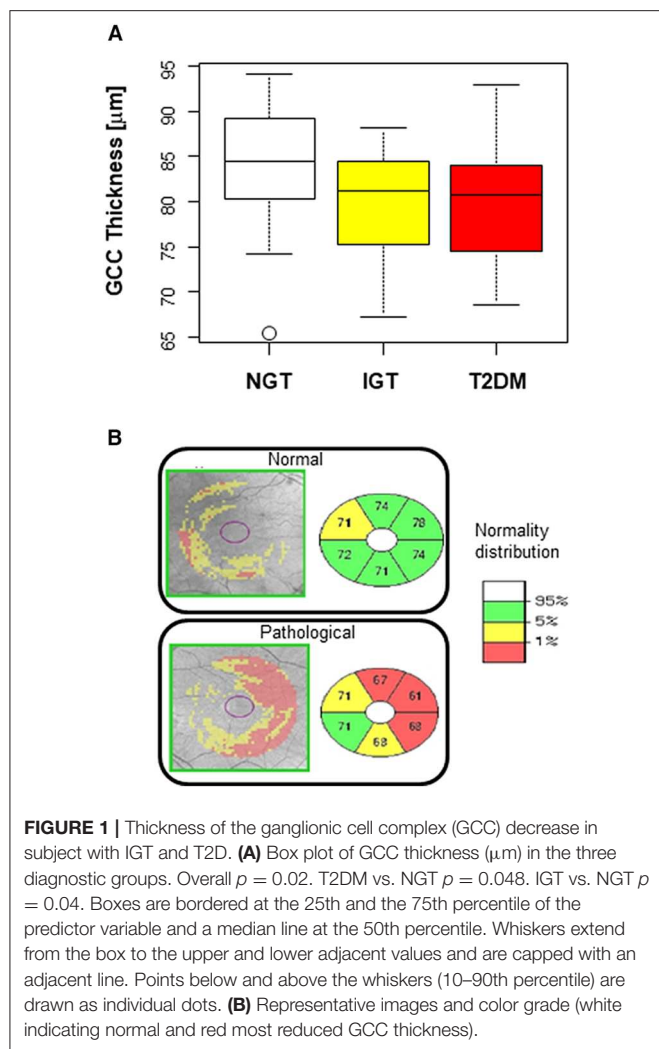 A
GCC Thickness [μm]
95
90
85
80
75
70
65
NGT IGT T2DM
B
Normal
74
71 78
72 74
71
Normality
distribution
95%
5%
1%
Pathological
67
71 61
71 68
68
FIGURE 1 | Thickness of the ganglionic cell complex (GCC) decrease in
subject with IGT and T2D. (A) Box plot of GCC thickness (μm) in the three
diagnostic groups. Overall p = 0.02. T2DM vs. NGT p = 0.048. IGT vs. NGT p
= 0.04. Boxes are bordered at the 25th and the 75th percentile of the
predictor variable and a median line at the 50th percentile. Whiskers extend
from the box to the upper and lower adjacent values and are capped with an
adjacent line. Points below and above the whiskers (10–90th percentile) are
drawn as individual dots. (B) Representative images and color grade (white
indicating normal and red most reduced GCC thickness).